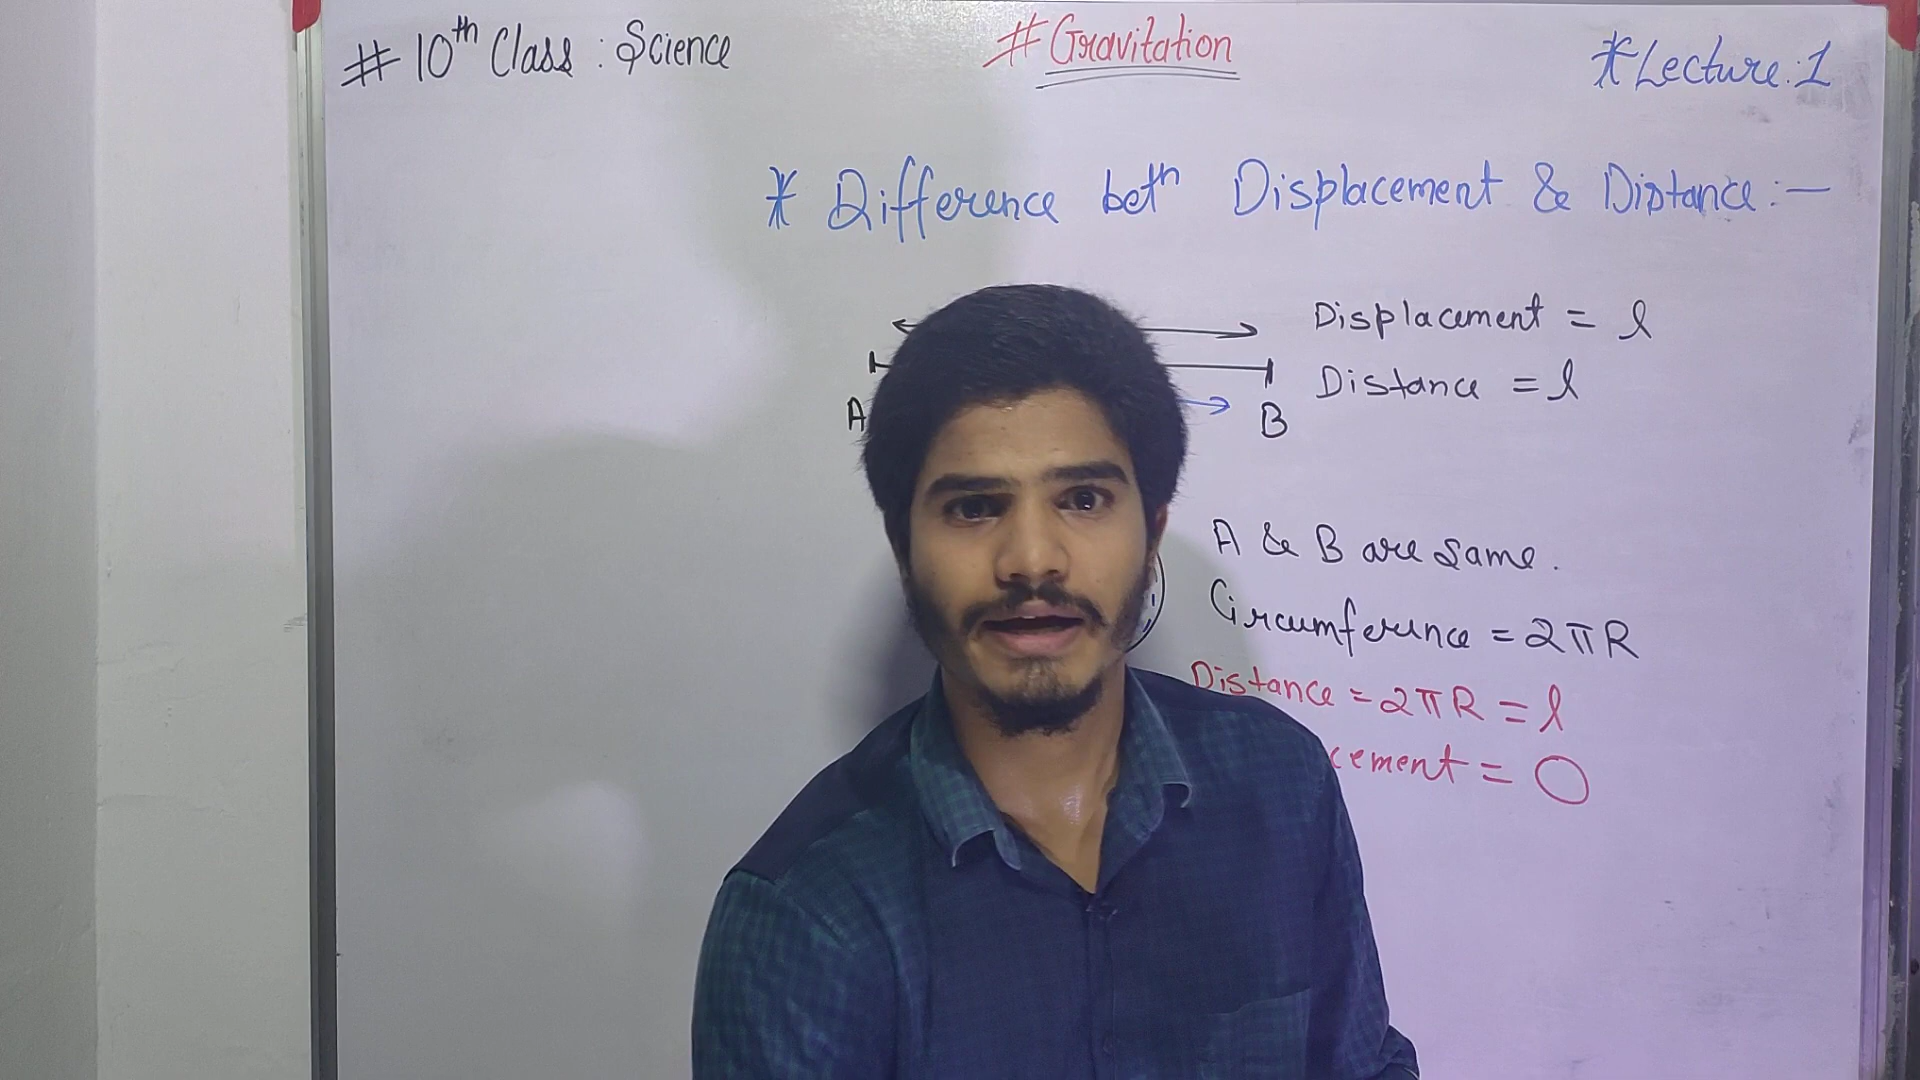 # 10th Class : Science
# Gravitation
* Lecture : 1
* Difference beth Displacement & Distance :-
Displacement = l
Distance = l
A
B
A & B are same.
Circumference = 2πR
Distance = 2πR = l
cement = 0